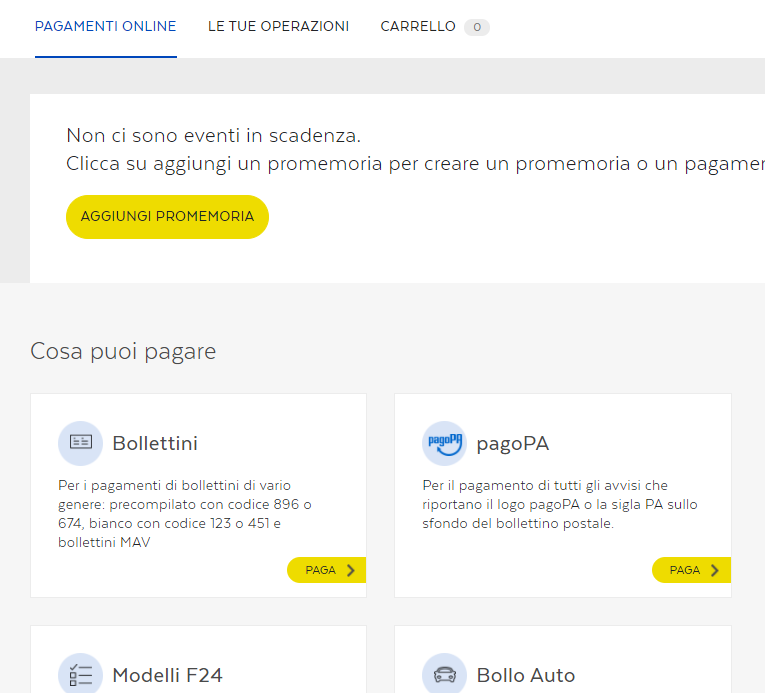 PAGAMENTI ONLINE LE TUE OPERAZIONI CARRELLO 0
Non ci sono eventi in scadenza.
Clicca su aggiungi un promemoria per creare un promemoria o un
AGGIUNGI PROMEMORIA
Cosa puoi pagare
Bollettini
Per i pagamenti di bollettini di vario
genere: precompilato con codice 896 o
674, bianco con codice 123 o 451 e
bollettini MAV
PAGA
pagoPA
pagoPA
Per il pagamento di tutti gli avvisi che
riportano il logo pagoPA o la sigla PA sullo
sfondo del bollettino postale.
PAGA
Modelli F24
Bollo Auto